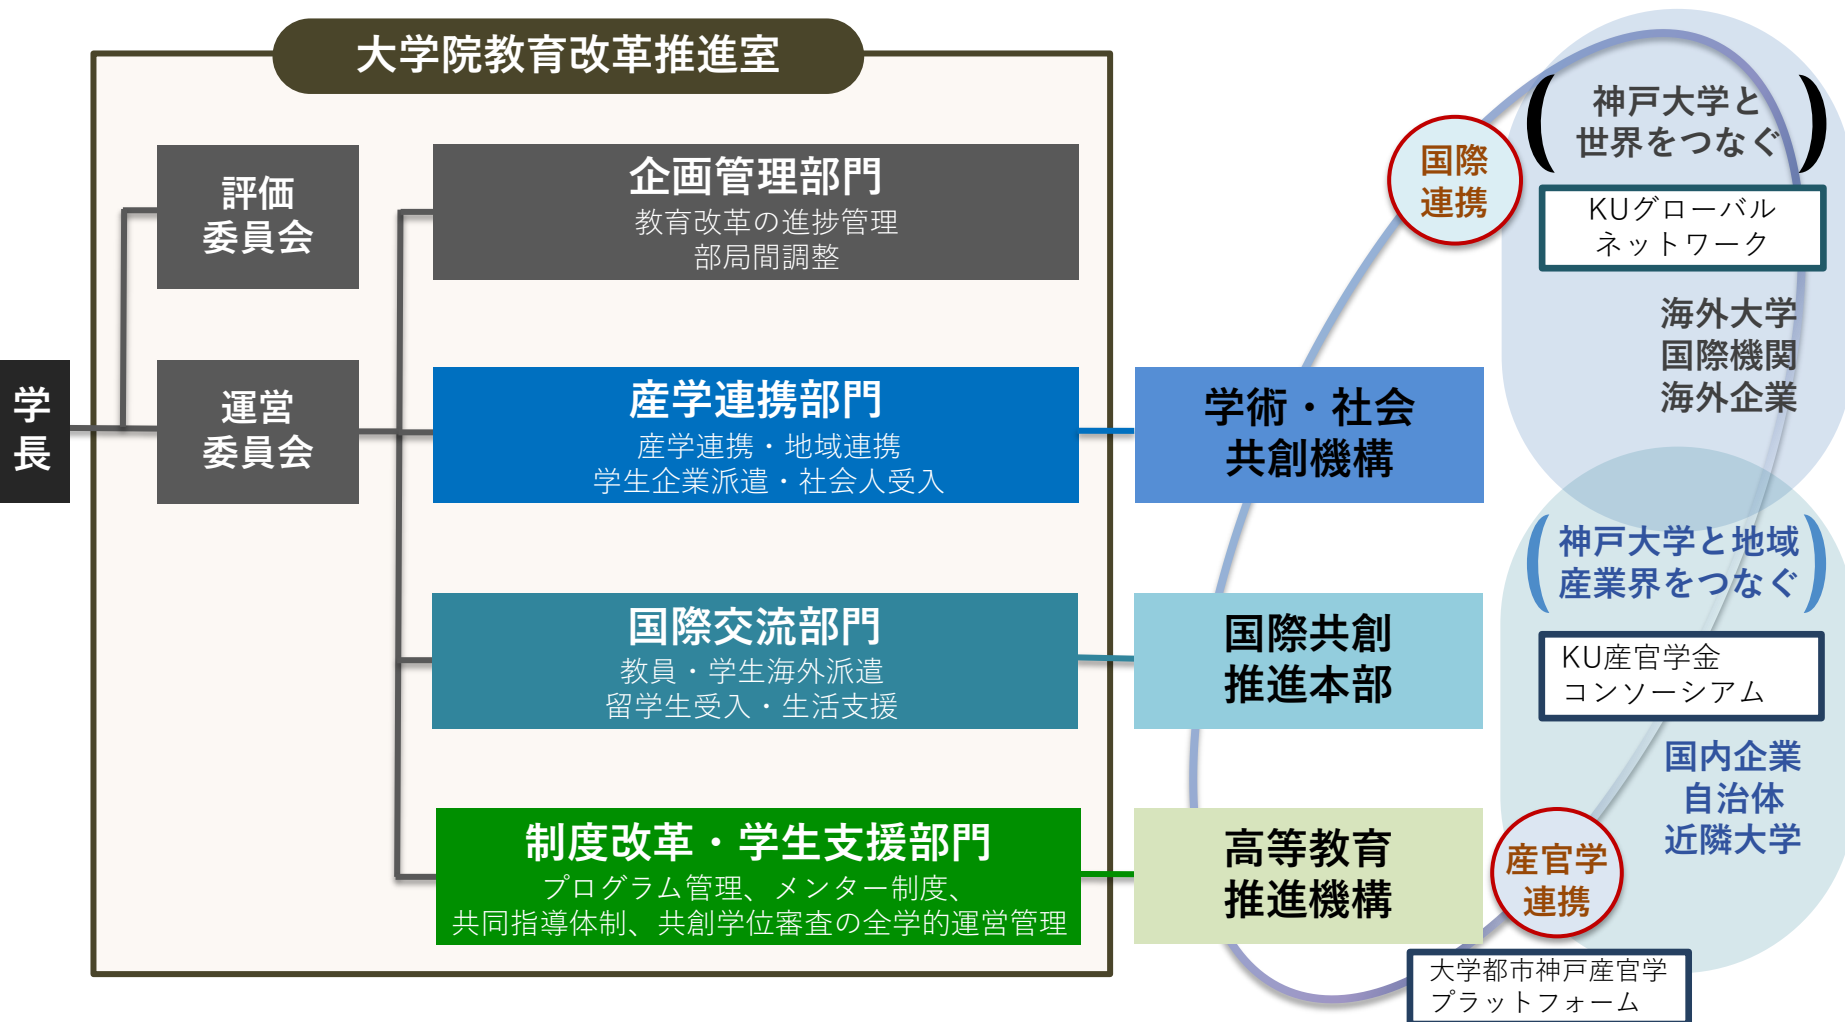 大学院教育改革推進室
学
長
評価
委員会
運営
委員会
企画管理部門
教育改革の進捗管理
部局間調整
産学連携部門
産学連携・地域連携
学生企業派遣・社会人受入
国際交流部門
教員・学生海外派遣
留学生受入・生活支援
制度改革・学生支援部門
プログラム管理、メンター制度、
共同指導体制、共創学位審査の全学的運営管理
学術・社会
共創機構
国際共創
推進本部
高等教育
推進機構
国際
連携
(神戸大学と
世界をつなぐ)
KUグローバル
ネットワーク
海外大学
国際機関
海外企業
(神戸大学と地域
産業界をつなぐ)
KU産官学金
コンソーシアム
国内企業
自治体
近隣大学
産官学
連携
大学都市神戸産官学
プラットフォーム